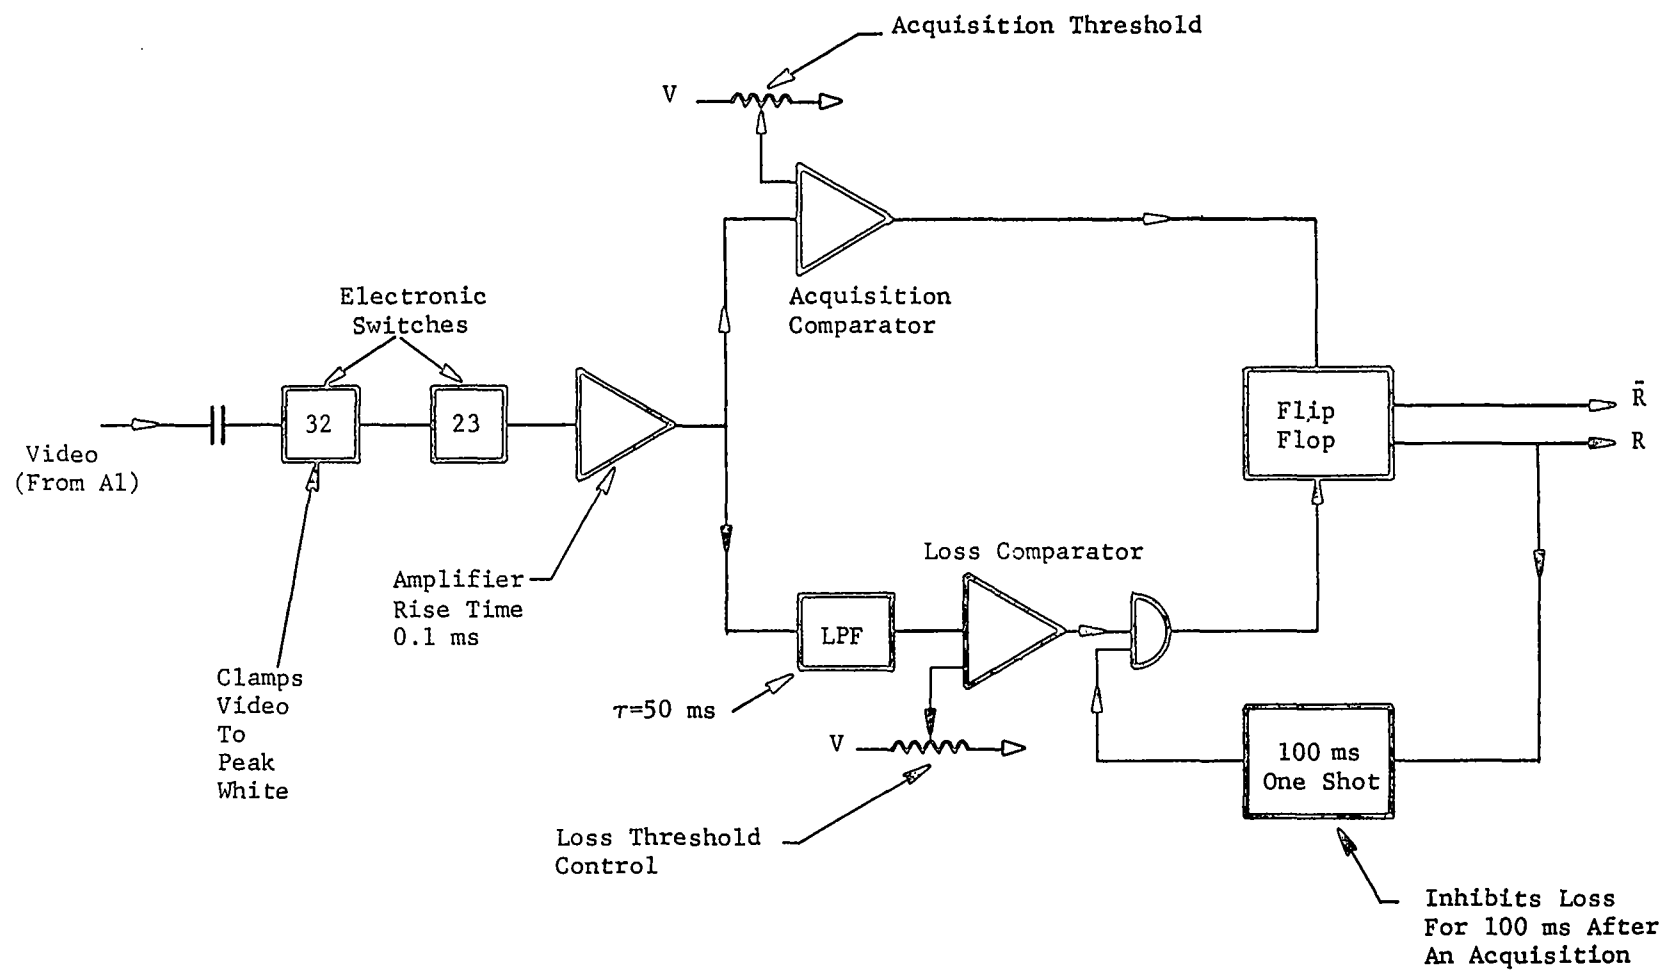 Acquisition Threshold
V
Acquisition
Comparator
Electronic
Switches
32
23
Video
(From A1)
Flip
Flop
R̄
R
Amplifier
Rise Time
0.1 ms
Loss Comparator
LPF
τ=50 ms
Clamps
Video
To
Peak
White
V
100 ms
One Shot
Loss Threshold
Control
Inhibits Loss
For 100 ms After
An Acquisition